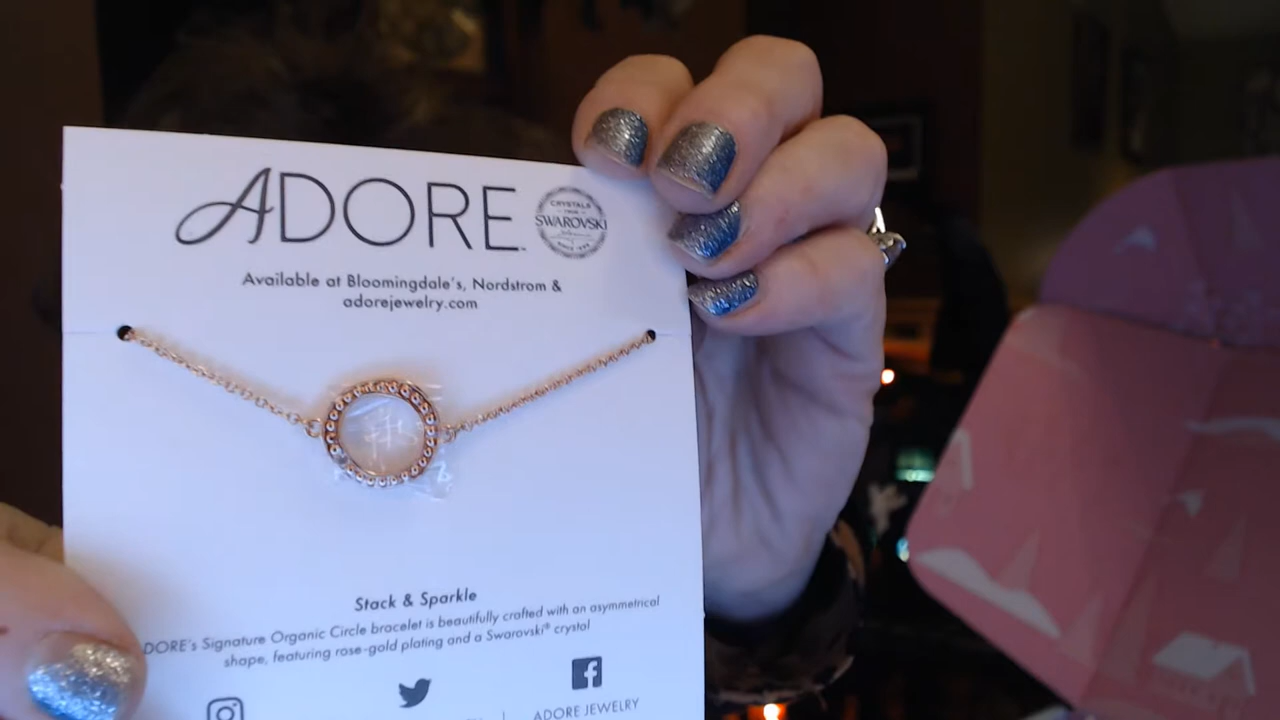 ADORE
CRYSTALS
FROM
SWAROVSKI
Available at Bloomingdale's, Nordstrom &
adorejewelry.com
Stack & Sparkle
DORE's Signature Organic Circle bracelet is beautifully crafted with an asymmetrical
shape, featuring rose-gold plating and a Swarovski® crystal
ADORE JEWELRY